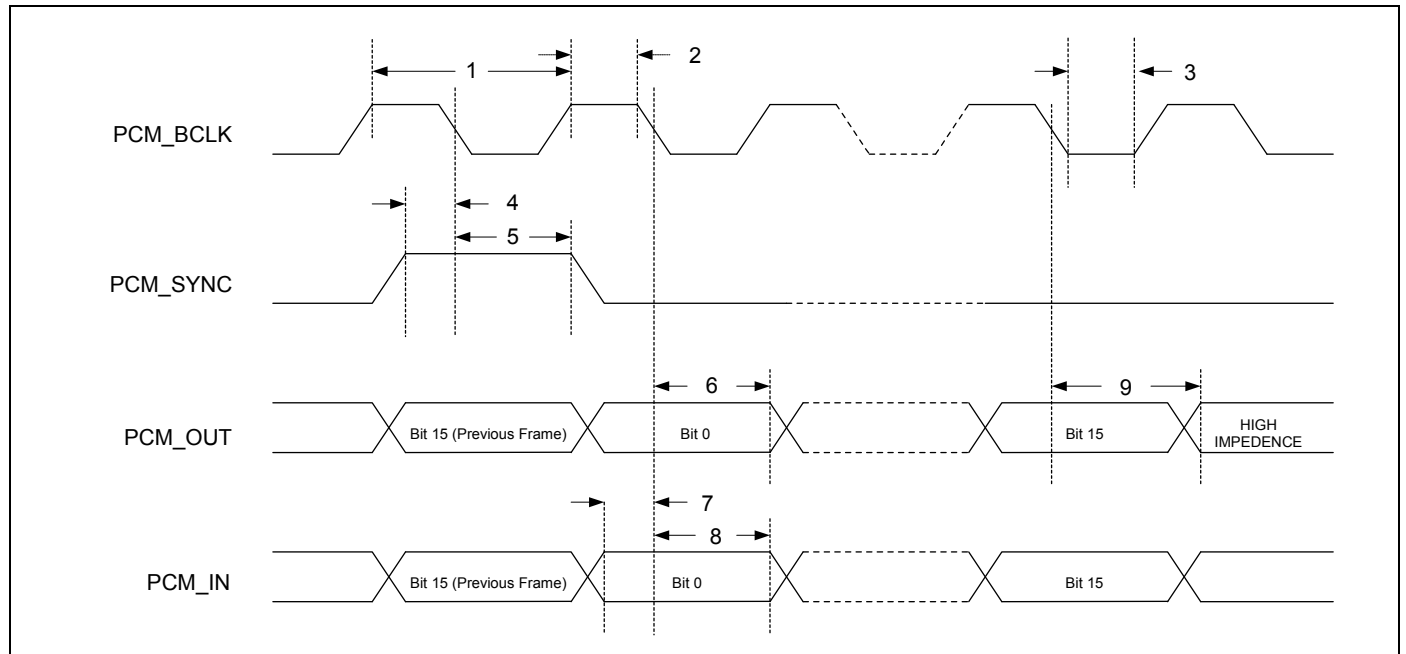 1
2
3
PCM_BCLK
4
5
PCM_SYNC
6
9
PCM_OUT
Bit 15 (Previous Frame)
Bit 0
Bit 15
HIGH
IMPEDENCE
7
8
PCM_IN
Bit 15 (Previous Frame)
Bit 0
Bit 15